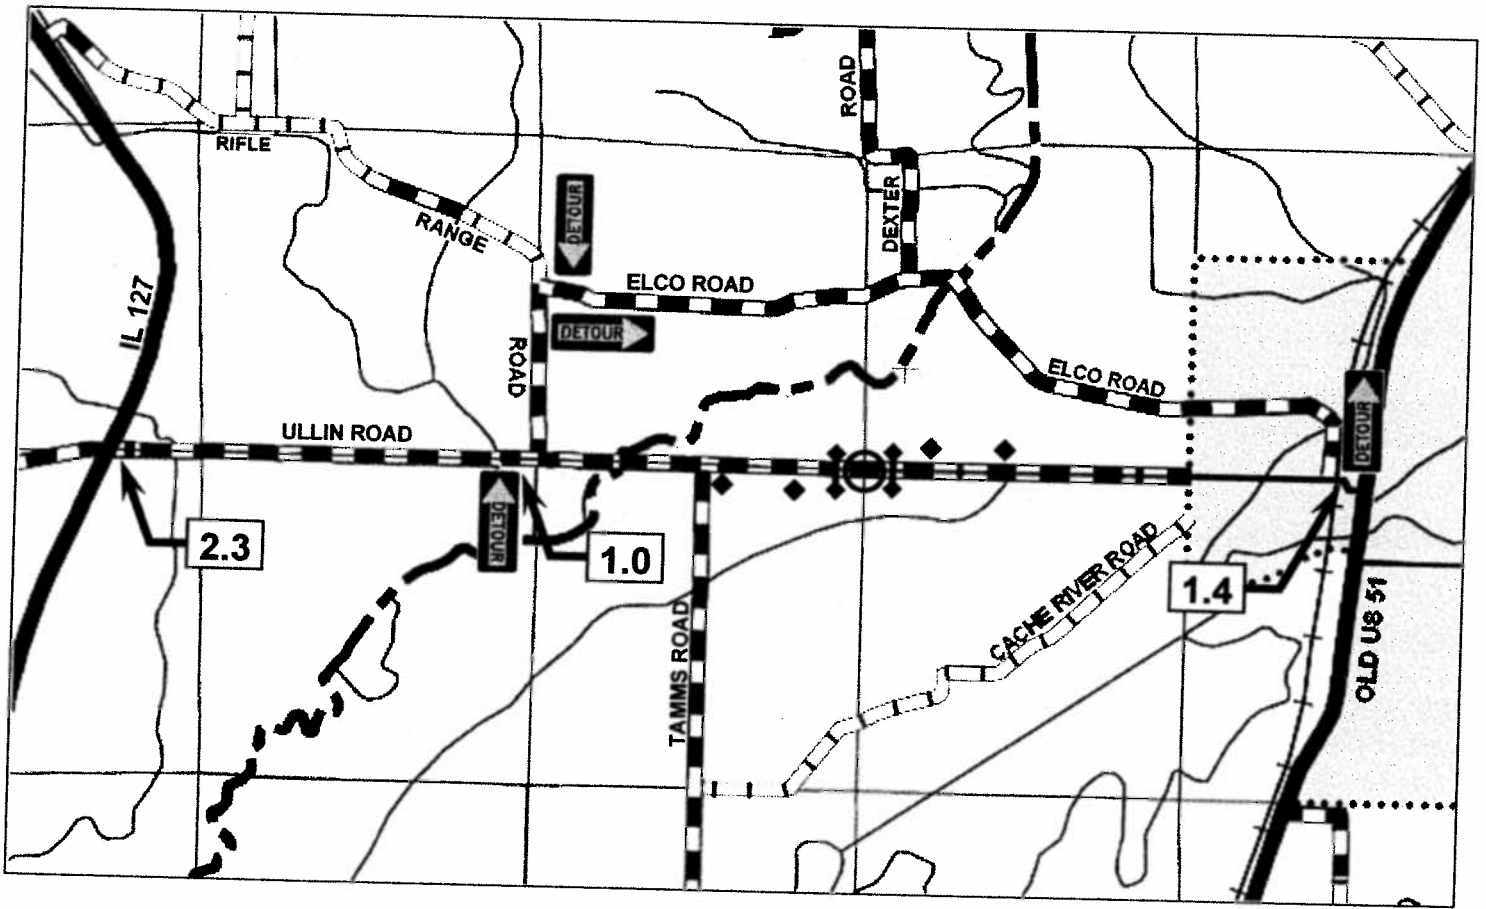 ROAD
RIFLE
RANGE
DETOUR
DEXTER
IL 127
ELCO ROAD
DETOUR
ROAD
ELCO ROAD
DETOUR
ULLIN ROAD
DETOUR
2.3
1.0
1.4
CACHE RIVER ROAD
TAMMS ROAD
OLD US 51